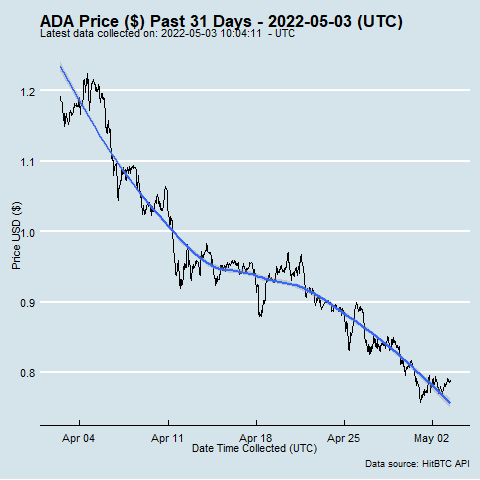 ADA Price ($) Past 31 Days - 2022-05-03 (UTC)
Latest data collected on: 2022-05-03 10:04:11 - UTC
1.2
1.1
1.0
0.9
0.8
Price USD ($)
Apr 04 Apr 11 Apr 18 Apr 25 May 02
Date Time Collected (UTC)
Data source: HitBTC API